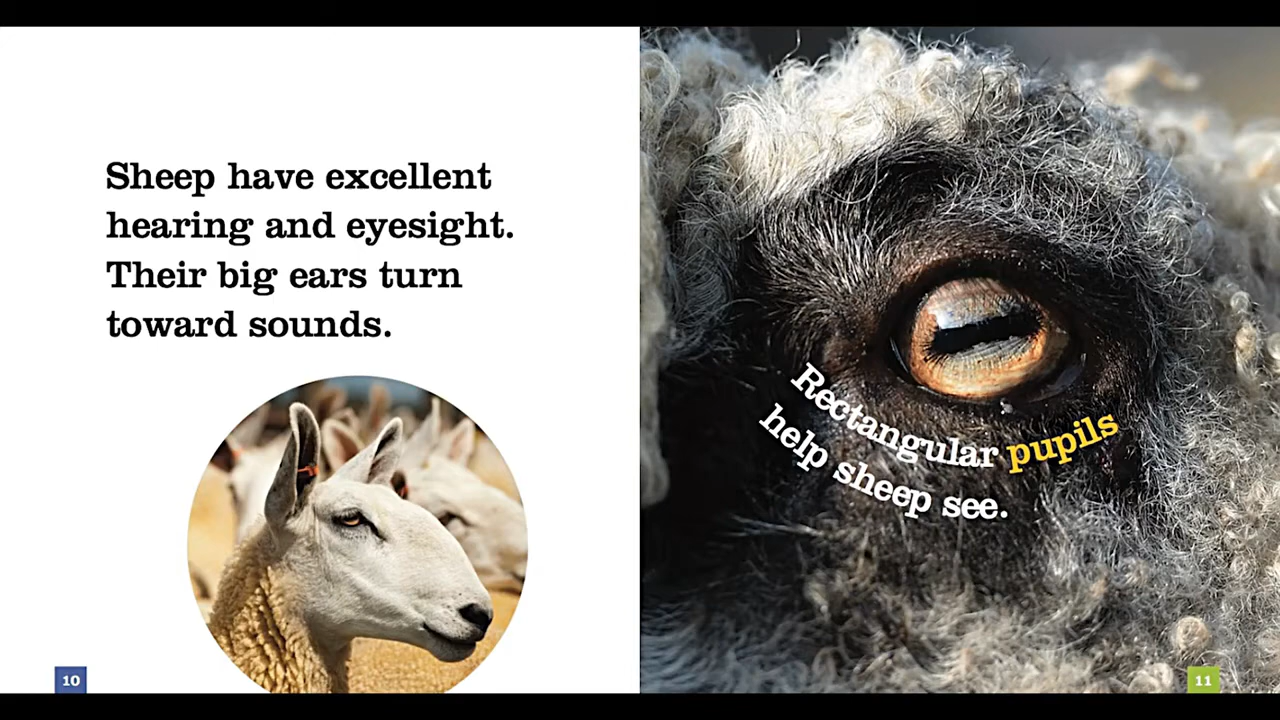 Sheep have excellent
hearing and eyesight.
Their big ears turn
toward sounds.
10
Rectangular pupils
help sheep see.
11